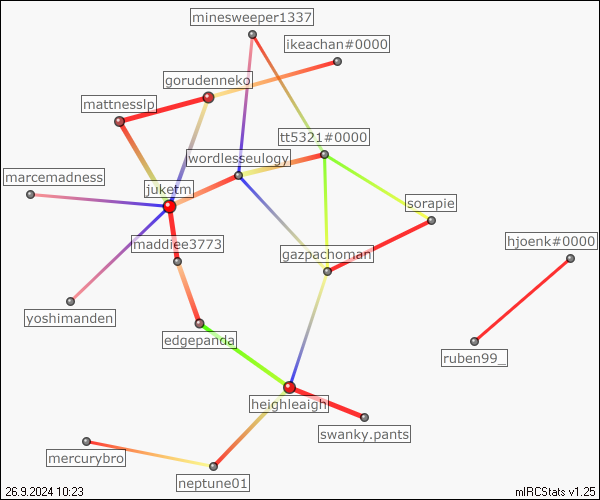 minesweeper1337
ikeachan#0000
gorudenneko
mattnesslp
tt5321#0000
wordlesseulogy
marcemadness
juketm
sorapie
maddiee3773
hjoenk#0000
gazpachoman
yoshimanden
edgepanda
ruben99_
heighleaigh
swanky.pants
mercurybro
neptune01
26.9.2024 10:23
mIRCStats v1.25